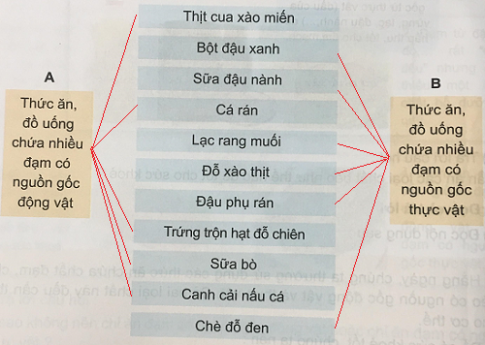 Thịt cua xào miến
Bột đậu xanh
Sữa đậu nành
Cá rán
Lạc rang muối
Đỗ xào thịt
Đậu phụ rán
Trứng trộn hạt đỗ chiên
Sữa bò
Canh cải nấu cá
Chè đỗ đen
A
Thức ăn,
đồ uống
chứa nhiều
đạm có
nguồn gốc
động vật
B
Thức ăn,
đồ uống
chứa nhiều
đạm có
nguồn gốc
thực vật